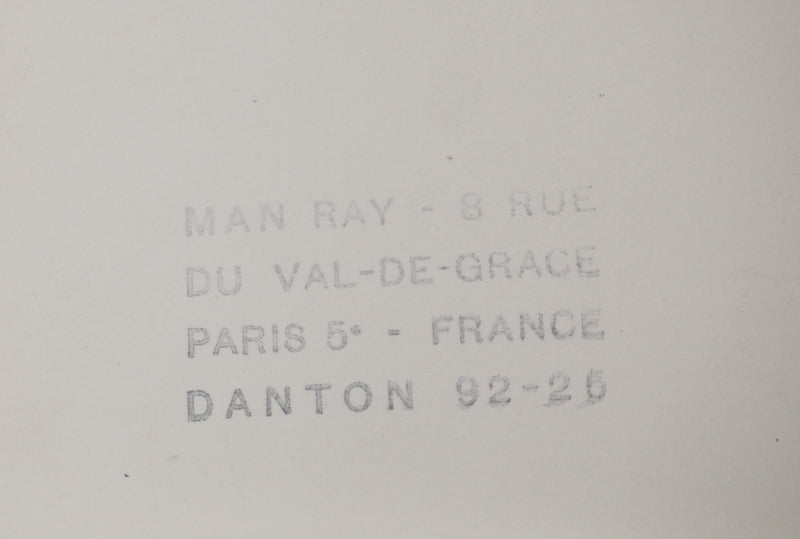 MAN RAY - 8 RUE
DU VAL-DE-GRACE
PARIS 5e - FRANCE
DANTON 92-25